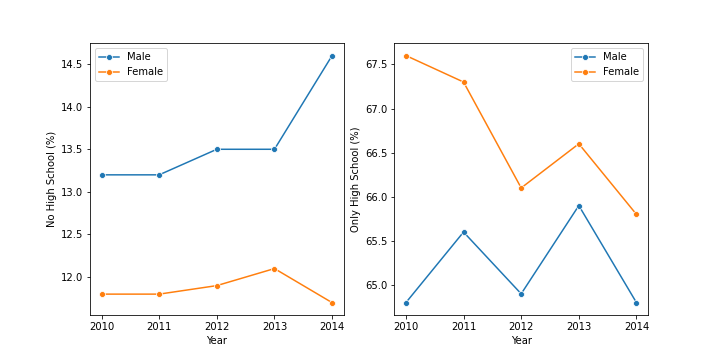 Male
Female
14.5
14.0
13.5
13.0
12.5
12.0
No High School (%)
2010 2011 2012 2013 2014
Year
Male
Female
67.5
67.0
66.5
66.0
65.5
65.0
Only High School (%)
2010 2011 2012 2013 2014
Year